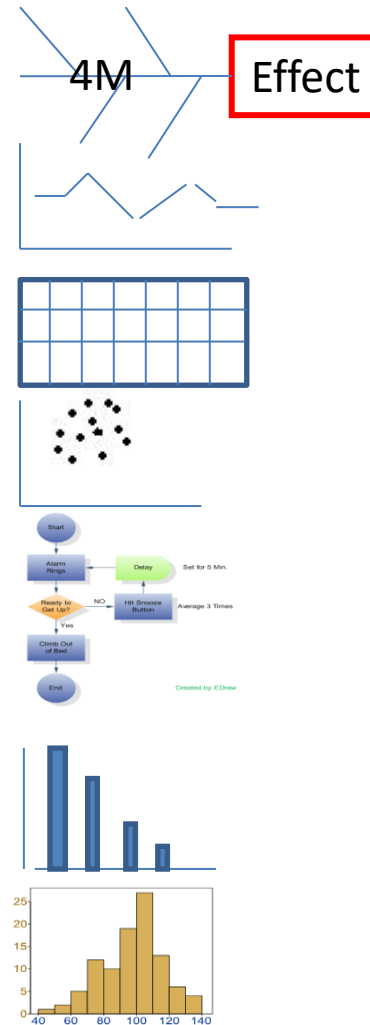 4M
Effect
Start
Alarm
Rings
Delay
Set for 5 Min.
Ready to
Get Up?
NO
Hit Snooze
Button
Average 3 Times
Yes
Climb Out
of Bed
End
Created by EDraw
25
20
15
10
5
0
40 60 80 100 120 140